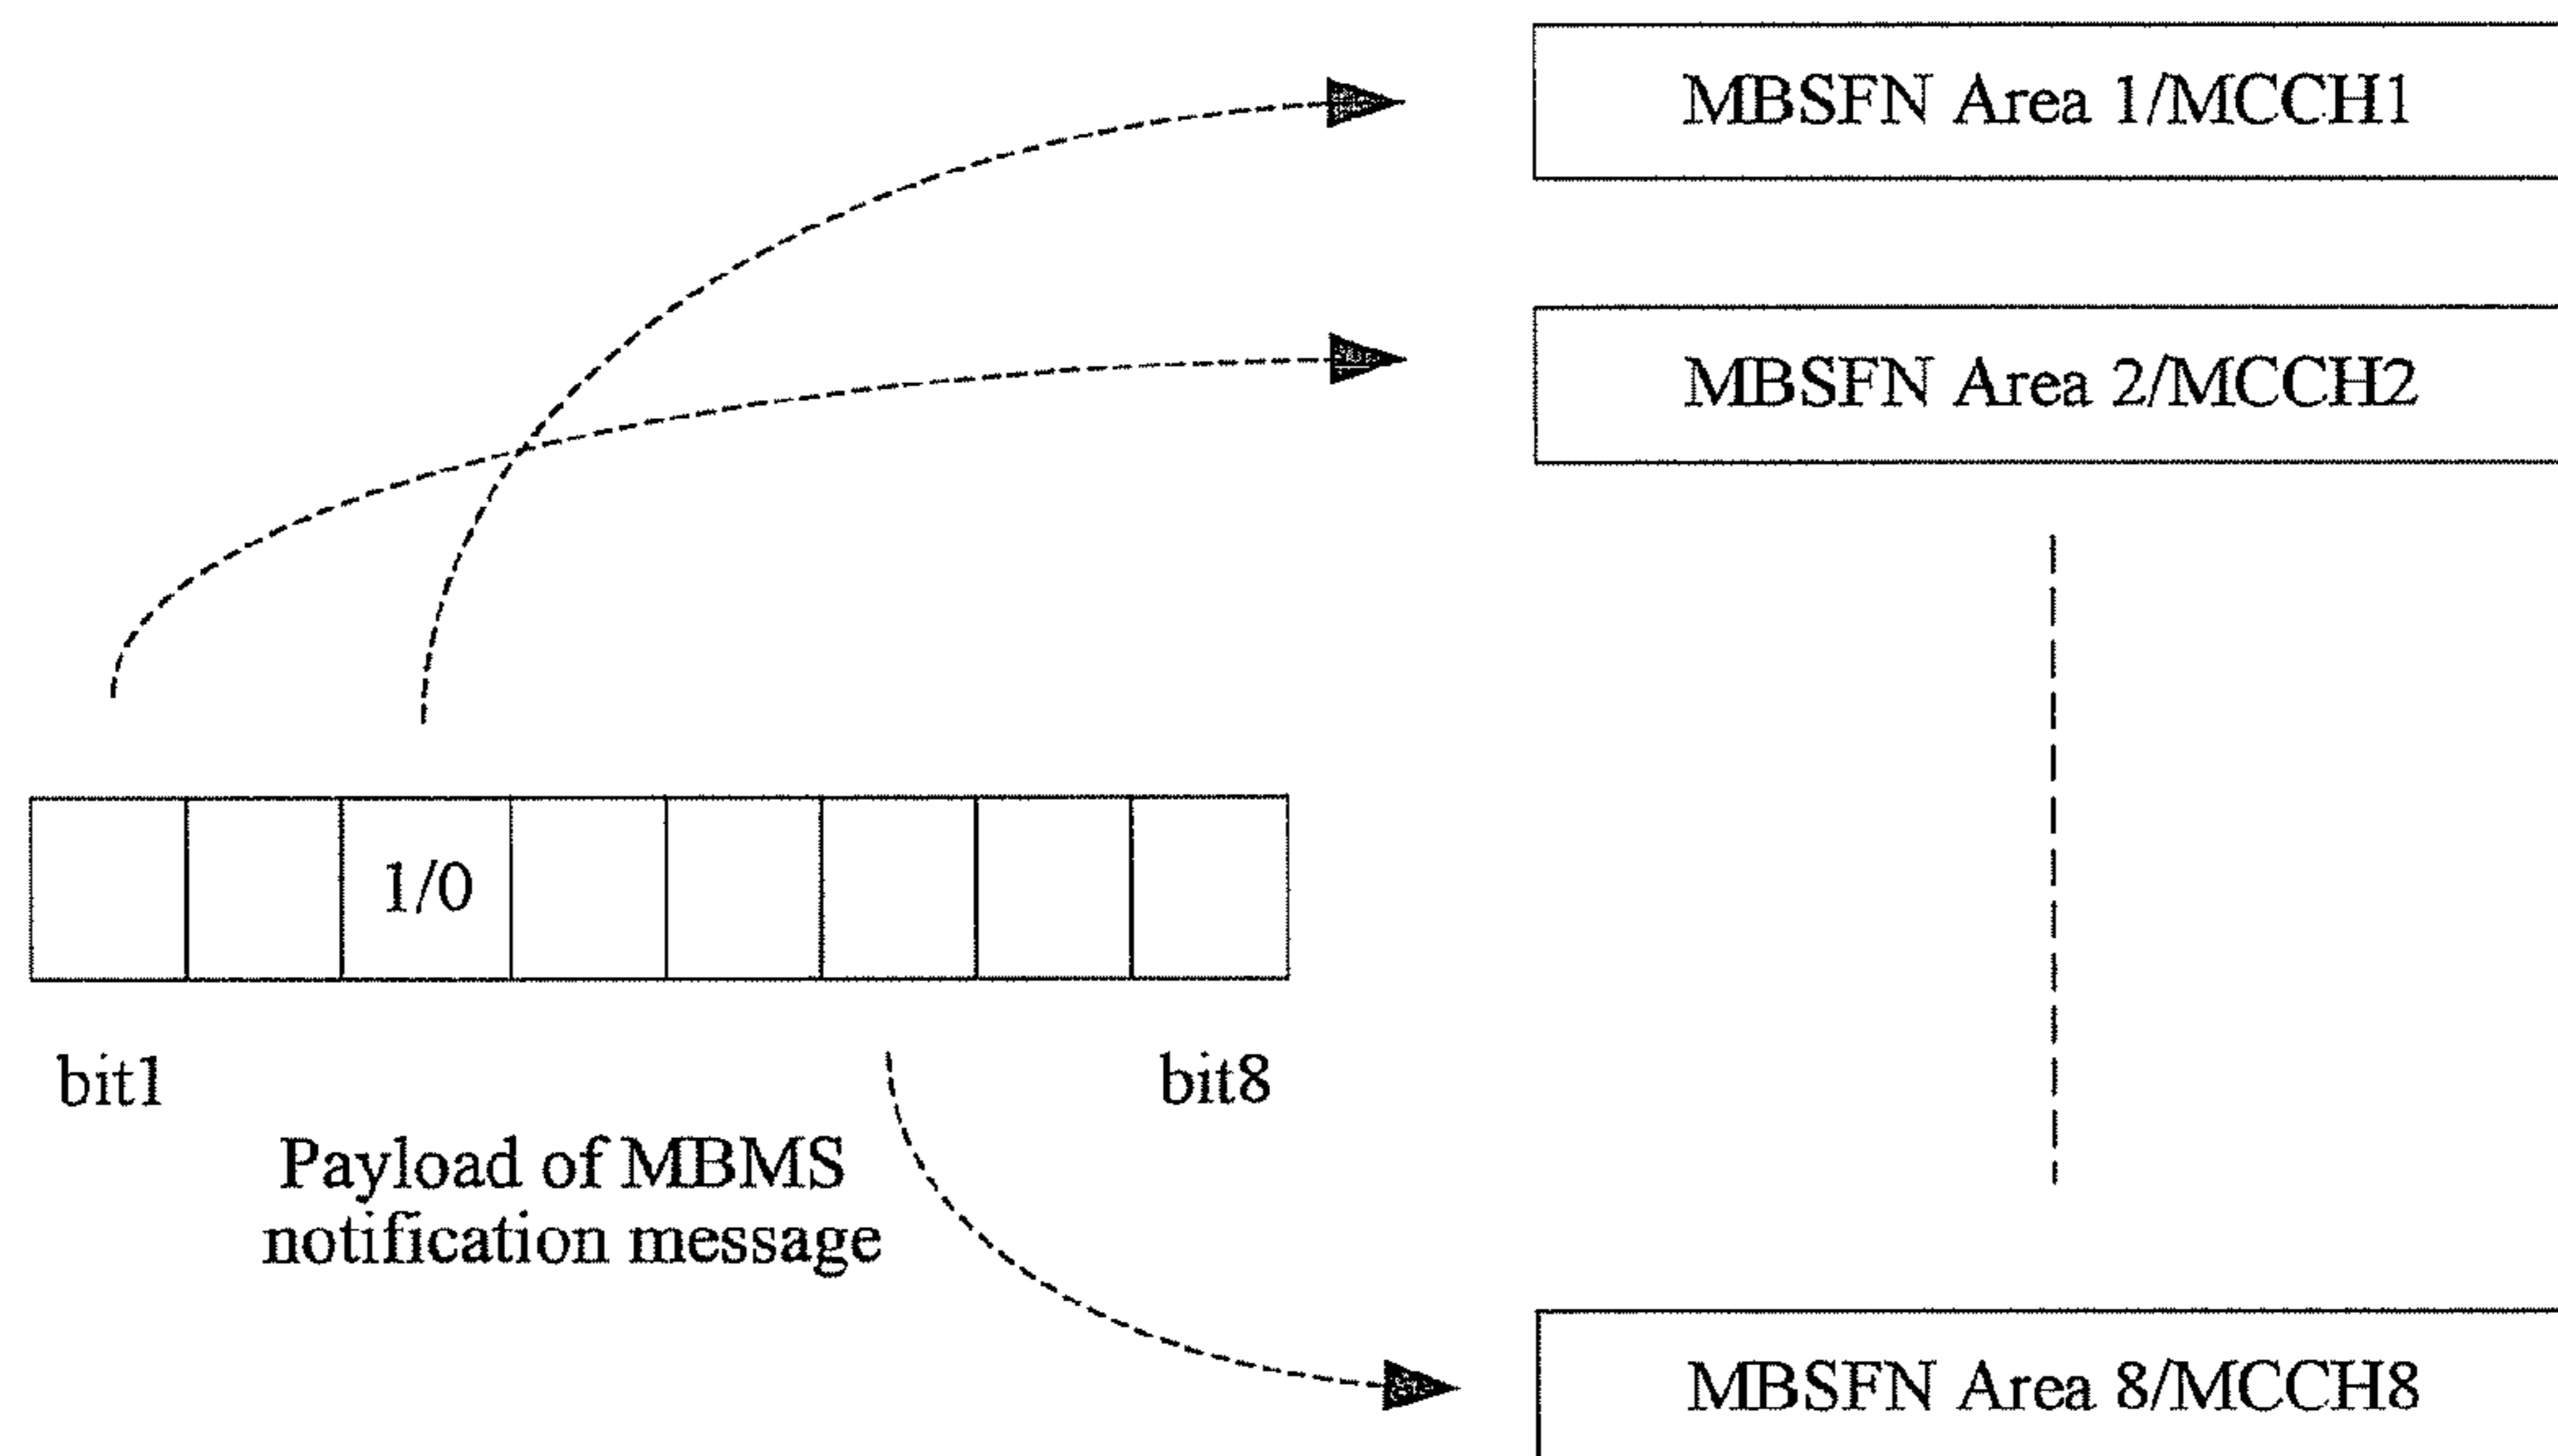 MBSFN Area 1/MCCH1
MBSFN Area 2/MCCH2
1/0
bit1
bit8
Payload of MBMS
notification message
MBSFN Area 8/MCCH8